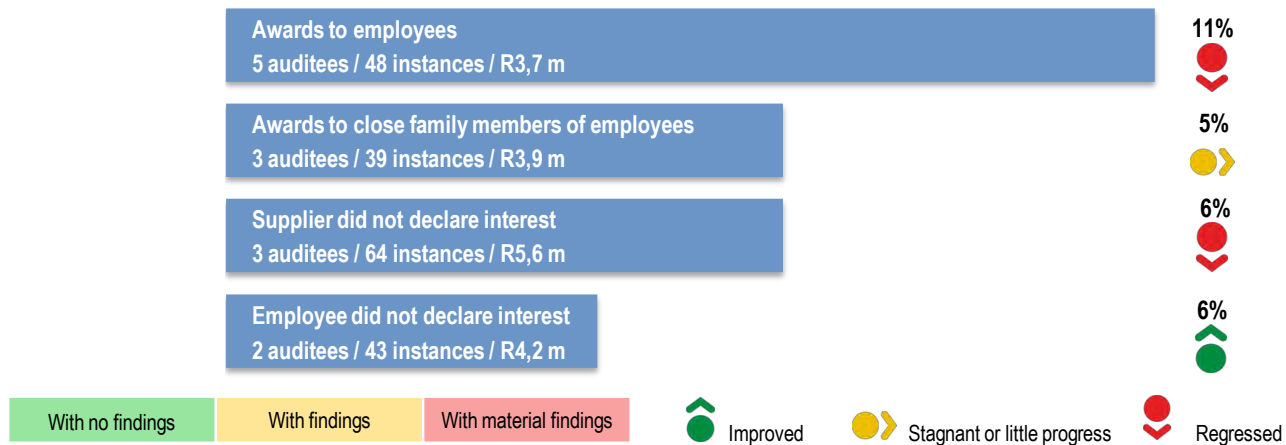 Awards to employees
5 auditees / 48 instances / R3,7 m
11%
Awards to close family members of employees
3 auditees / 39 instances / R3,9 m
5%
Supplier did not declare interest
3 auditees / 64 instances / R5,6 m
6%
Employee did not declare interest
2 auditees / 43 instances / R4,2 m
6%
With no findings With findings With material findings Improved Stagnant or little progress Regressed